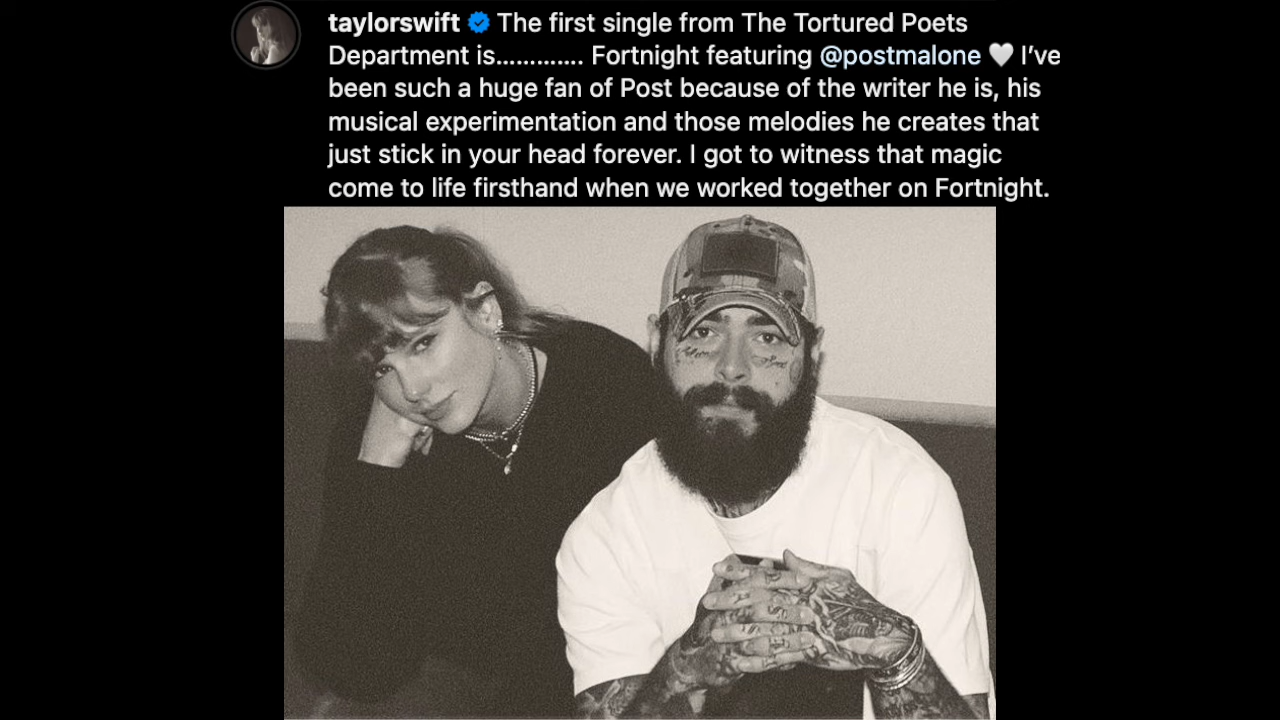 taylorswift The first single from The Tortured Poets
Department is............. Fortnight featuring @postmalone 🤍 I’ve
been such a huge fan of Post because of the writer he is, his
musical experimentation and those melodies he creates that
just stick in your head forever. I got to witness that magic
come to life firsthand when we worked together on Fortnight.